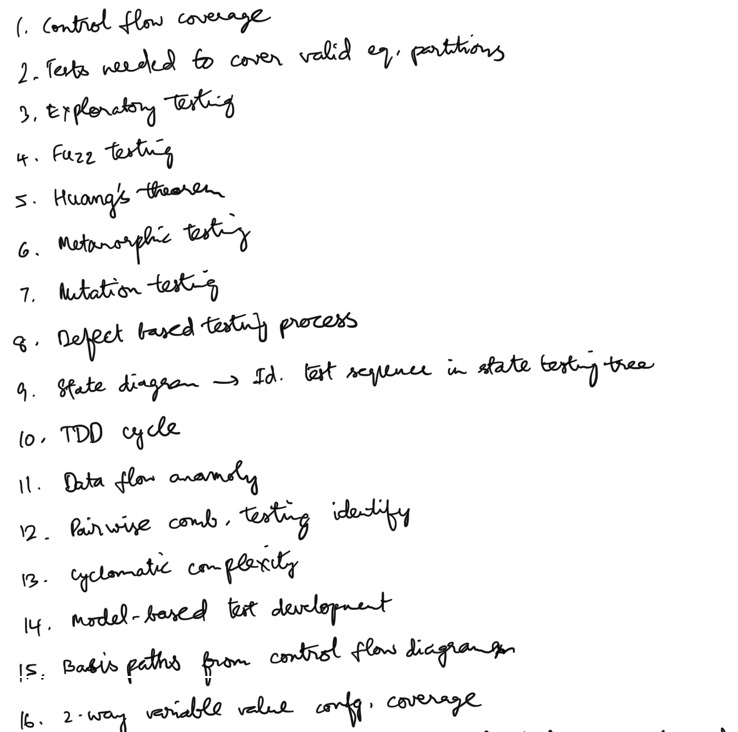 1. Control flow coverage
2. Tests needed to cover valid eq. partitions
3. Exploratory testing
4. Fuzz testing
5. Huang's theorem
6. Metamorphic testing
7. Mutation testing
8. Defect based testing process
9. State diagram → Id. test sequence in state testing tree
10. TDD cycle
11. Data flow anamoly
12. Pairwise comb. testing identify
13. Cyclomatic complexity
14. Model-based test development
15. Basis paths from control flow diagram
16. 2-way variable value confg. coverage